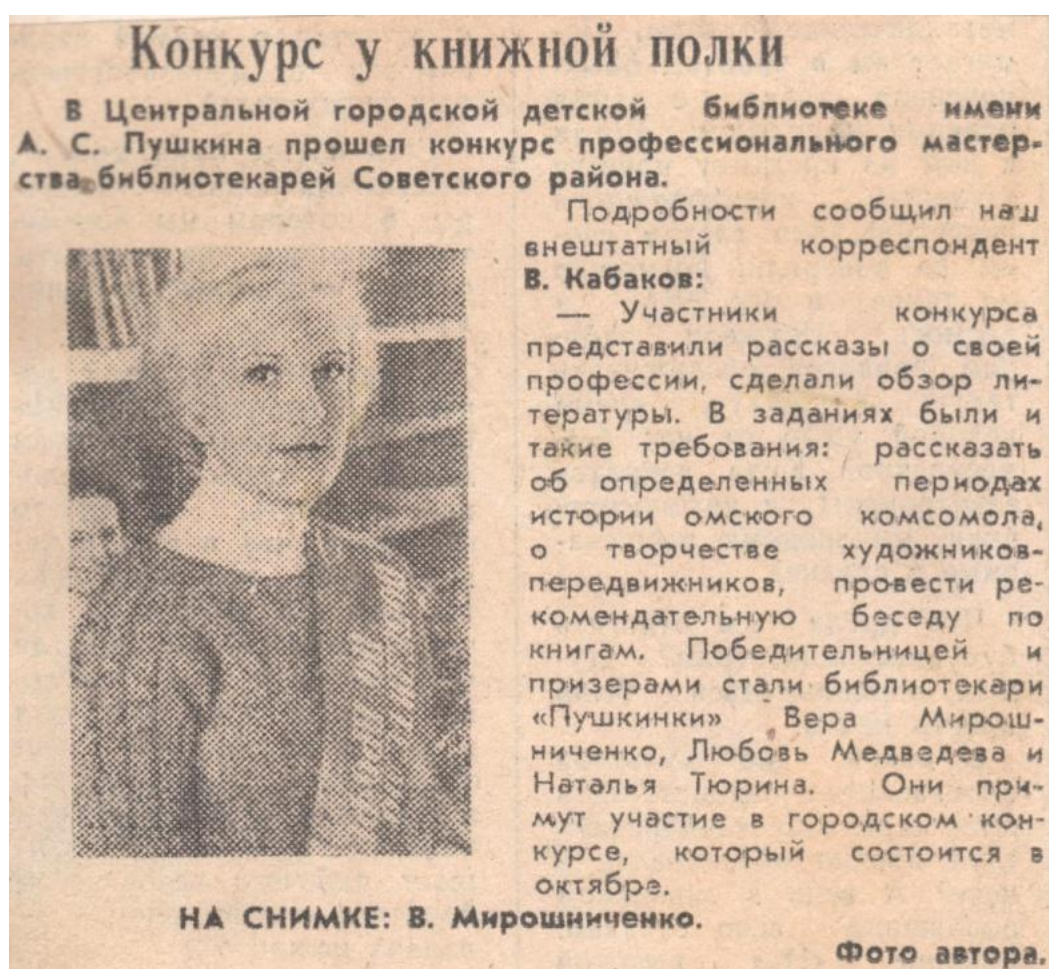 Конкурс у книжной полки
В Центральной городской детской библиотеке имени
А. С. Пушкина прошел конкурс профессионального мастер-
ства библиотекарей Советского района.
Подробности сообщил наш
внештатный корреспондент
В. Кабаков:
— Участники конкурса
представили рассказы о своей
профессии, сделали обзор ли-
тературы. В заданиях были и
такие требования: рассказать
об определенных периодах
истории омского комсомола,
о творчестве художников-
передвижников, провести ре-
комендательную беседу по
книгам. Победительницей и
призерами стали библиотекари
«Пушкинки» Вера Мирош-
ниченко, Любовь Медведева и
Наталья Тюрина. Они при-
мут участие в городском кон-
курсе, который состоится в
октябре.
НА СНИМКЕ: В. Мирошниченко.
Фото автора.